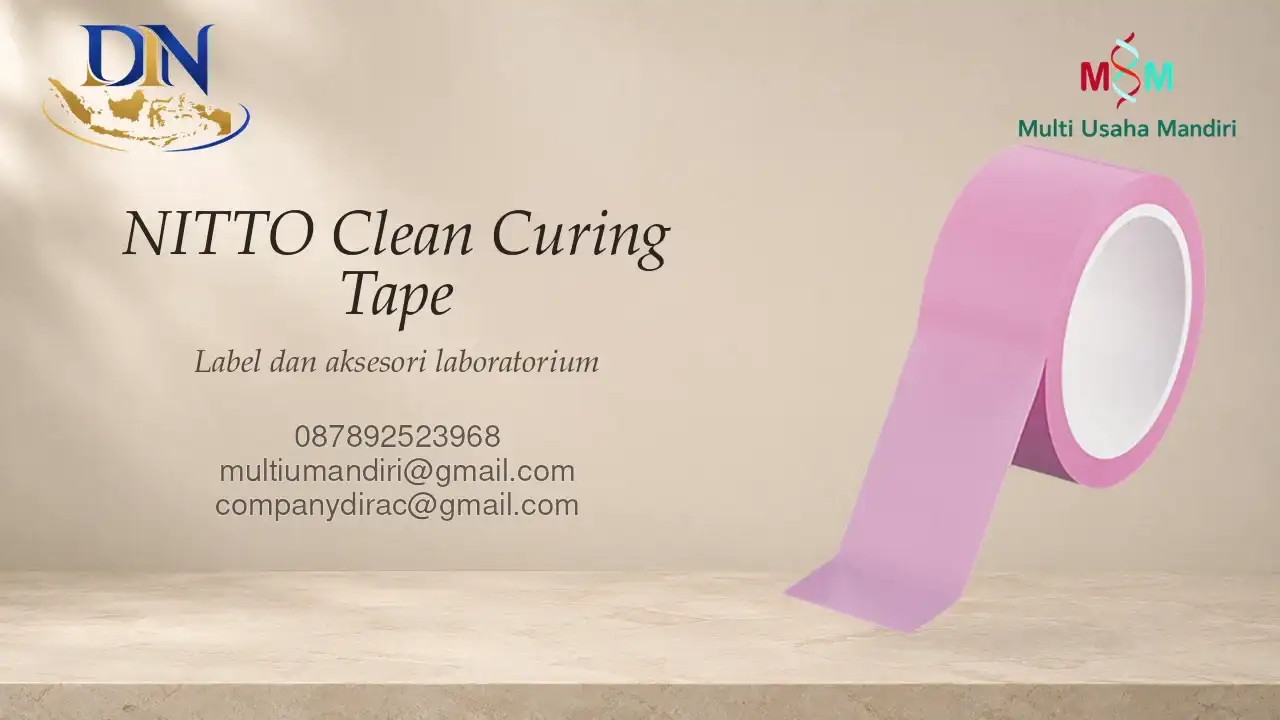 DIN
MSM
Multi Usaha Mandiri
NITTO Clean Curing
Tape
Label dan aksesori laboratorium
087892523968
multiumandiri@gmail.com
companydirac@gmail.com